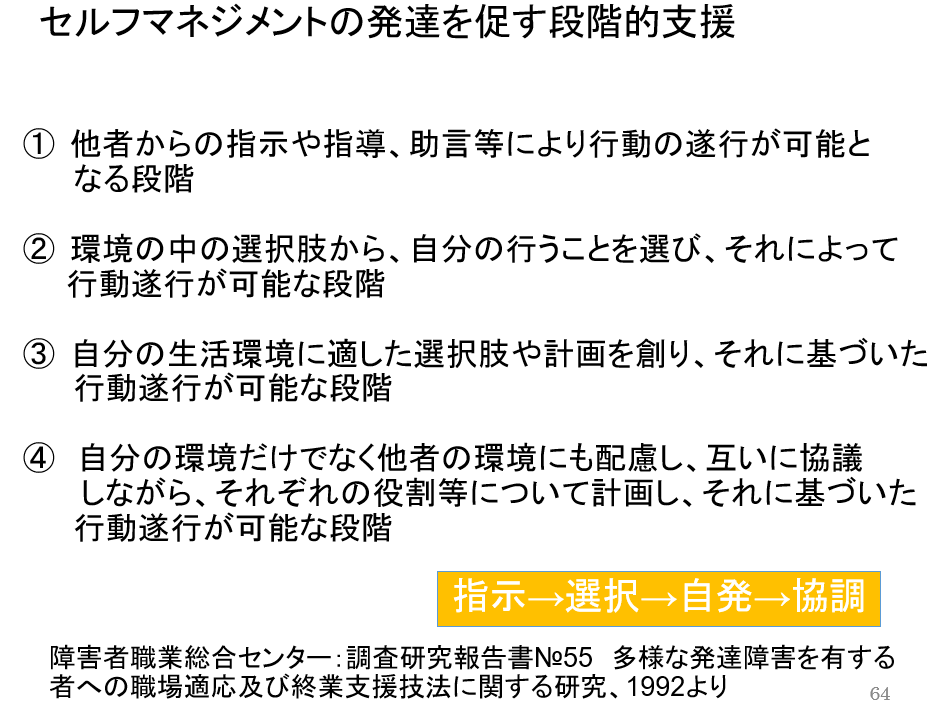 セルフマネジメントの発達を促す段階的支援
① 他者からの指示や指導、助言等により行動の遂行が可能と
なる段階
② 環境の中の選択肢から、自分の行うことを選び、それによって
行動遂行が可能な段階
③ 自分の生活環境に適した選択肢や計画を創り、それに基づいた
行動遂行が可能な段階
④ 自分の環境だけでなく他者の環境にも配慮し、互いに協議
しながら、それぞれの役割等について計画し、それに基づいた
行動遂行が可能な段階
指示→選択→自発→協調
障害者職業総合センター：調査研究報告書№55　多様な発達障害を有する
者への職場適応及び終業支援技法に関する研究、1992より
64